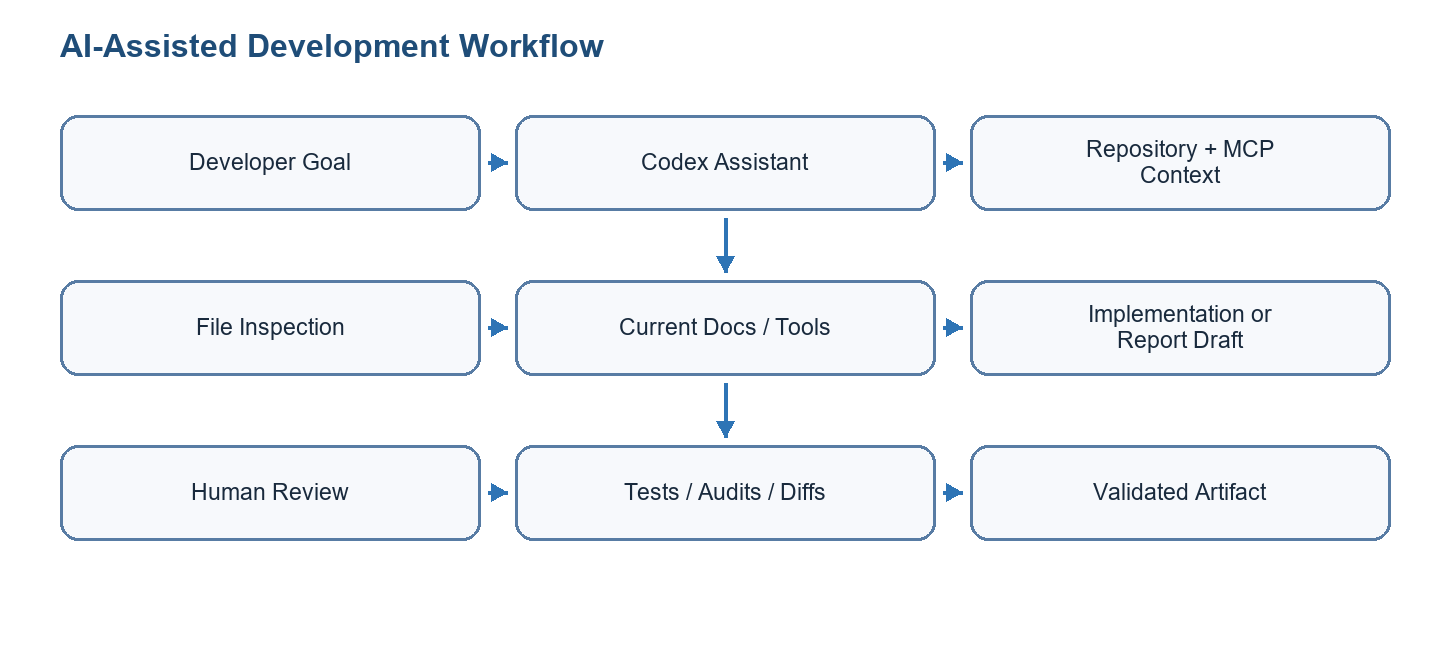 AI-Assisted Development Workflow
Developer Goal
Codex Assistant
Repository + MCP
Context
File Inspection
Current Docs / Tools
Implementation or
Report Draft
Human Review
Tests / Audits / Diffs
Validated Artifact